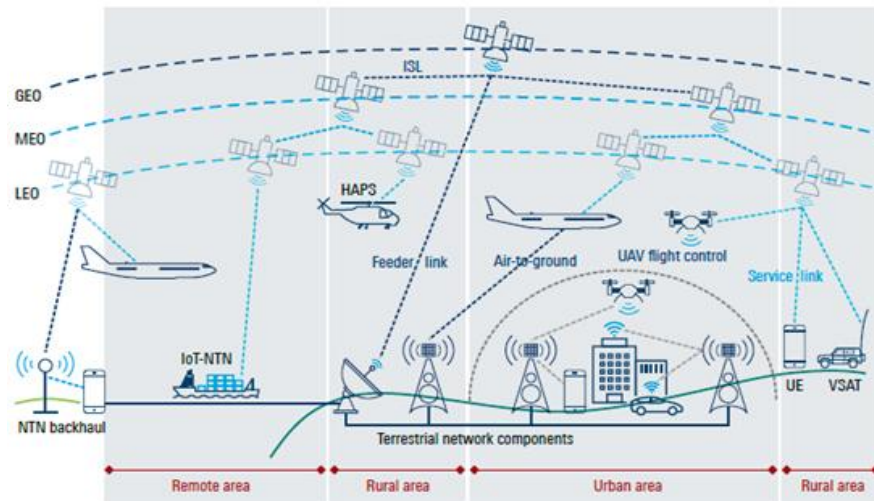 ISL
GEO
MEO
LEO
HAPS
Feeder link
Air-to-ground
UAV flight control
Service link
IoT-NTN
NTN backhaul
UE
VSAT
Terrestrial network components
Remote area
Rural area
Urban area
Rural area